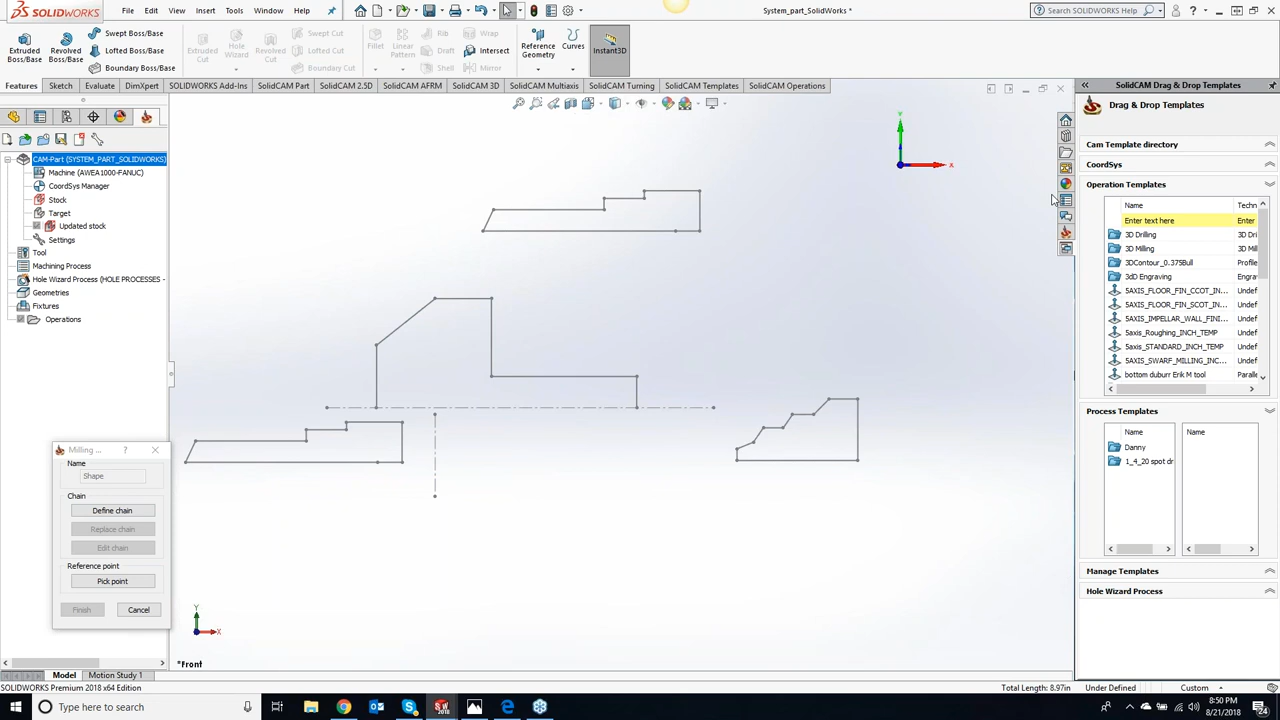 SOLIDWORKS File Edit View Insert Tools Window Help System_part_SolidWorks * Search SOLIDWORKS Help
Extruded Boss/Base
Revolved Boss/Base
Swept Boss/Base
Lofted Boss/Base
Boundary Boss/Base
Extruded Cut
Hole Wizard
Revolved Cut
Swept Cut
Lofted Cut
Boundary Cut
Fillet
Linear Pattern
Rib
Draft
Shell
Wrap
Intersect
Mirror
Reference Geometry
Curves
Instant3D
Features Sketch Evaluate DimXpert SOLIDWORKS Add-Ins SolidCAM Part SolidCAM 2.5D SolidCAM AFRM SolidCAM 3D SolidCAM Multiaxis SolidCAM Turning SolidCAM Templates SolidCAM Operations
CAM-Part (SYSTEM_PART_SOLIDWORKS)
Machine (AWEA1000-FANUC)
CoordSys Manager
Stock
Target
Updated stock
Settings
Tool
Machining Process
Hole Wizard Process (HOLE PROCESSES -
Geometries
Fixtures
Operations
Milling ... ?
Name
Shape
Chain
Define chain
Replace chain
Edit chain
Reference point
Pick point
Finish Cancel
Y
X
Y
X
*Front
SolidCAM Drag & Drop Templates
Drag & Drop Templates
Cam Template directory
CoordSys
Operation Templates
Name Techn
Enter text here Enter
3D Drilling 3D Dri
3D Milling 3D Mil
3DContour_0.375Bull Profile
3dD Engraving Engra
5AXIS_FLOOR_FIN_CCOT_IN... Undef
5AXIS_FLOOR_FIN_SCOT_IN... Undef
5AXIS_IMPELLAR_WALL_FINI... Undef
5axis_Roughing_INCH_TEMP Undef
5axis_STANDARD_INCH_TEMP Undef
5AXIS_SWARF_MILLING_INC... Undef
bottom duburr Erik M tool Paralle
Process Templates
Name Name
Danny
1_4_20 spot dr
Manage Templates
Hole Wizard Process
Model Motion Study 1
SOLIDWORKS Premium 2018 x64 Edition Total Length: 8.97in Under Defined Custom
Type here to search
8:50 PM
8/21/2018
24